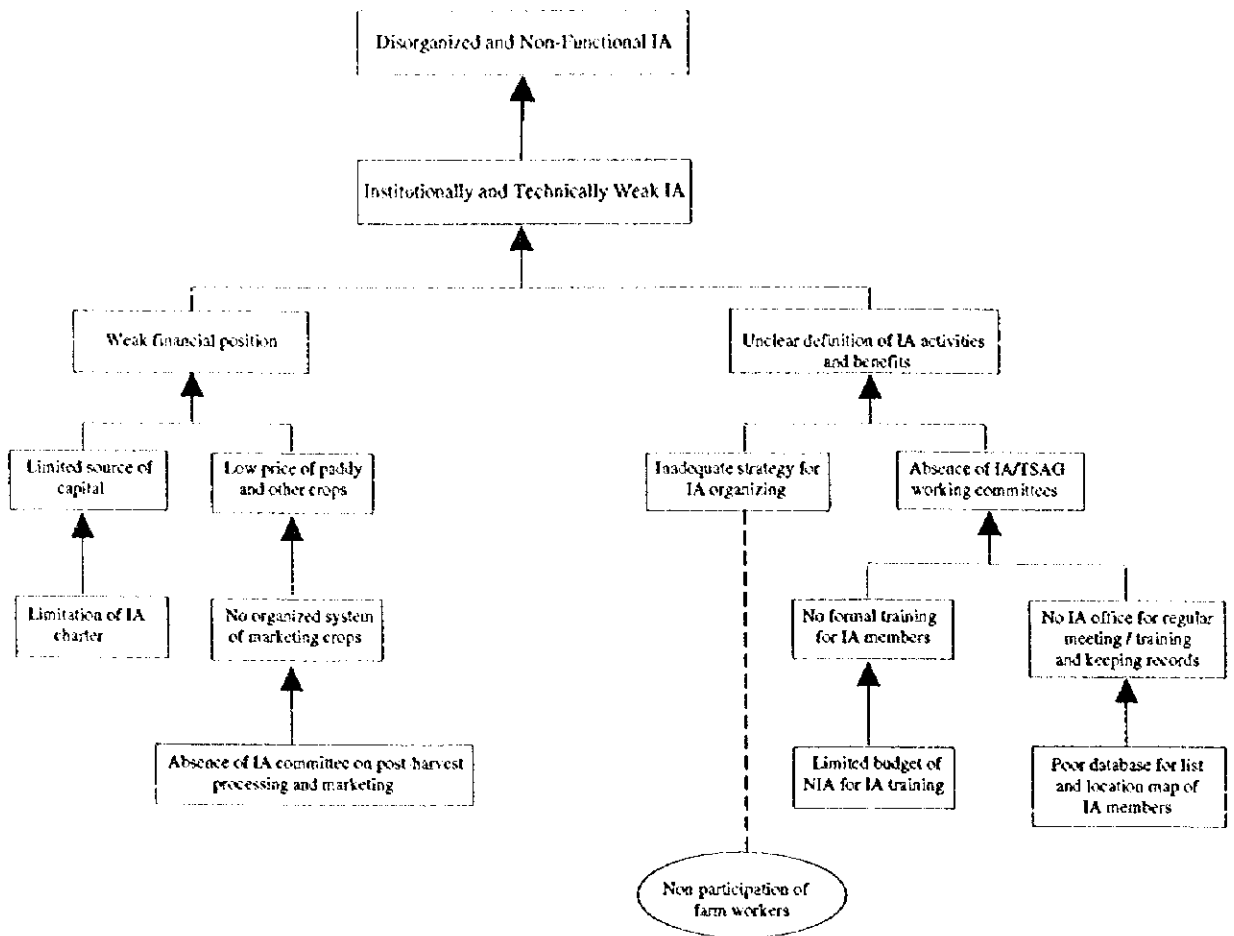 Disorganized and Non-Functional IA
Institutionally and Technically Weak IA
Weak financial position
Unclear definition of IA activities
and benefits
Limited source of
capital
Low price of paddy
and other crops
Inadequate strategy for
IA organizing
Absence of IA/TSAG
working committees
Limitation of IA
charter
No organized system
of marketing crops
No formal training
for IA members
No IA office for regular
meeting / training
and keeping records
Absence of IA committee on post-harvest
processing and marketing
Limited budget of
NIA for IA training
Poor database for list
and location map of
IA members
Non participation of
farm workers